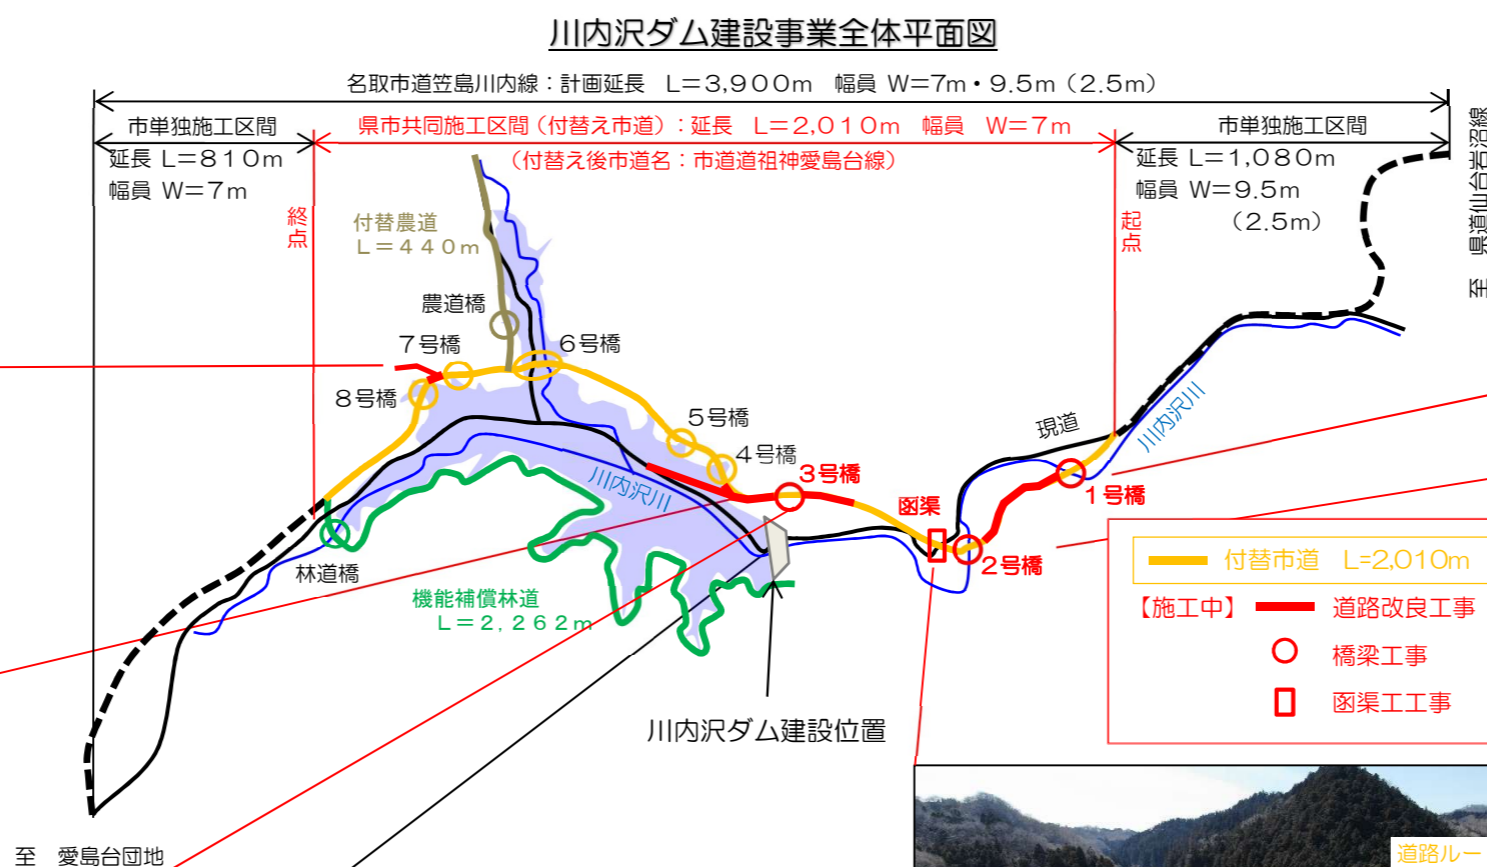 川内沢ダム建設事業全体平面図
名取市道笠島川内線：計画延長　L=3,900m　幅員 W=7m・9.5m（2.5m）
市単独施工区間
延長 L=810m
幅員 W=7m
県市共同施工区間（付替え市道）：延長　L=2,010m　幅員　W=7m
（付替え後市道名：市道道祖神愛島台線）
市単独施工区間
延長 L=1,080m
幅員 W=9.5m
（2.5m）
至　県道仙台岩沼線
終点
起点
付替農道
L=440m
農道橋
7号橋
6号橋
8号橋
5号橋
4号橋
3号橋
現道
川内沢川
川内沢川
函渠
1号橋
2号橋
林道橋
機能補償林道
L=2,262m
川内沢ダム建設位置
付替市道　L=2,010m
【施工中】　道路改良工事
橋梁工事
函渠工工事
至　愛島台団地
道路ルー